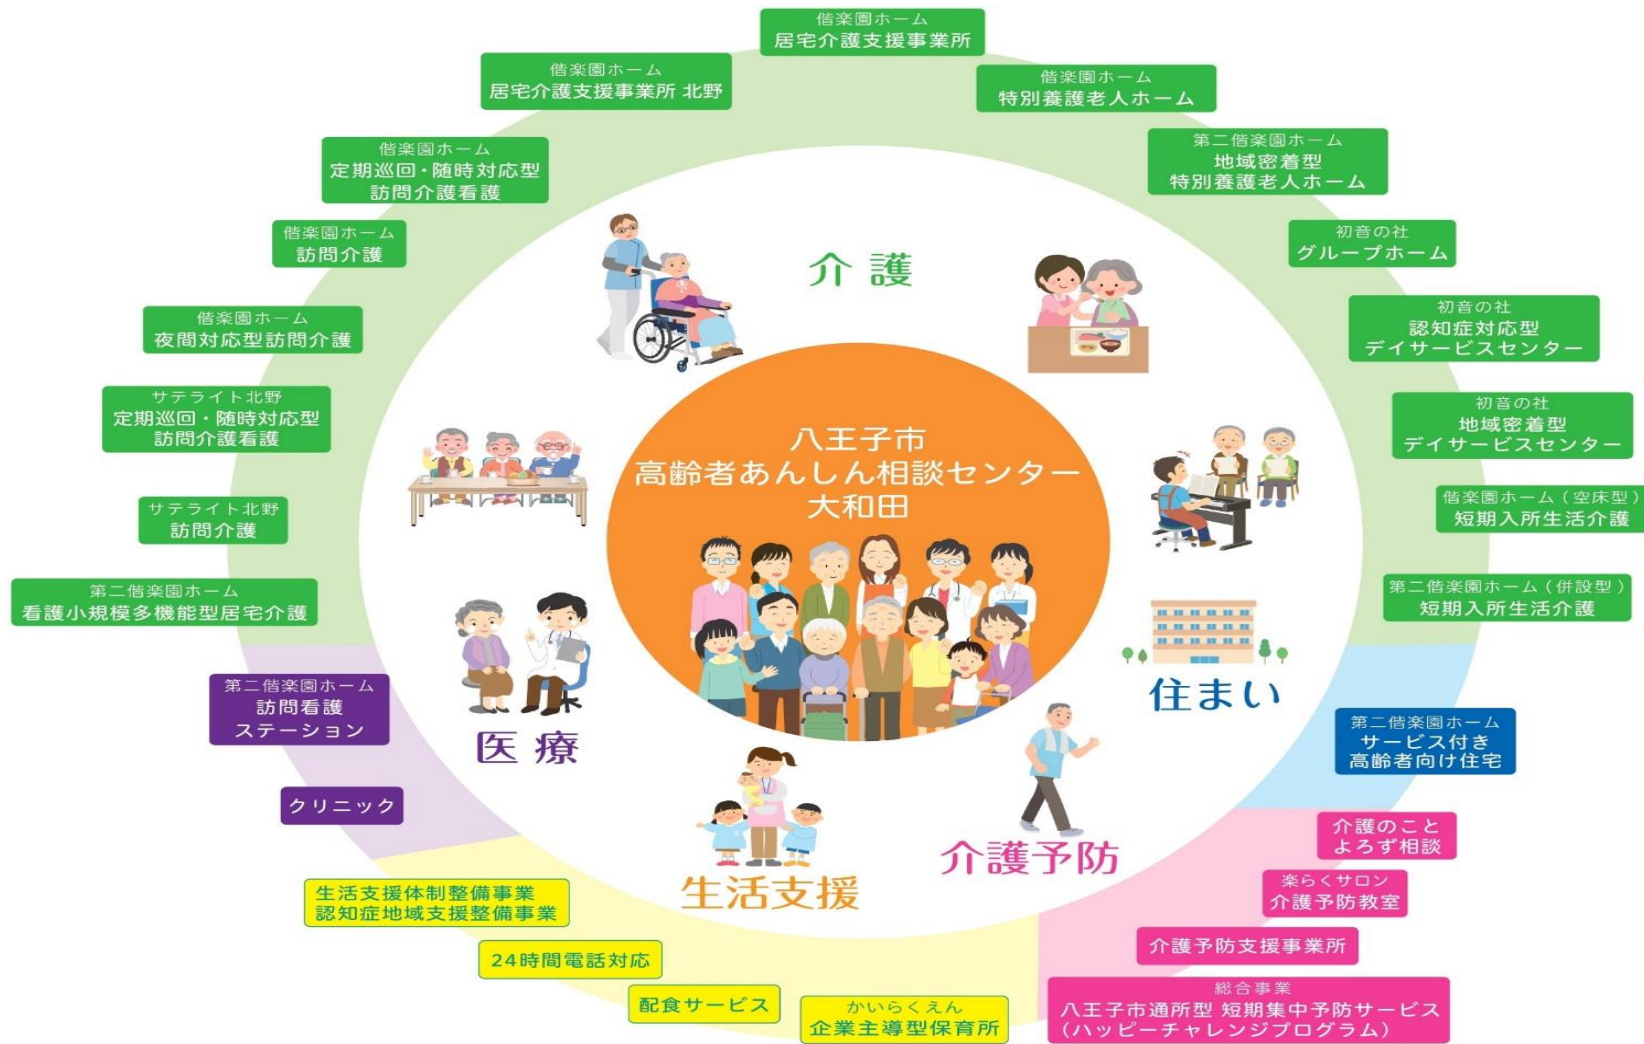 偕楽園ホーム
居宅介護支援事業所
偕楽園ホーム
居宅介護支援事業所 北野
偕楽園ホーム
特別養護老人ホーム
偕楽園ホーム
定期巡回・随時対応型
訪問介護看護
第二偕楽園ホーム
地域密着型
特別養護老人ホーム
偕楽園ホーム
訪問介護
初音の社
グループホーム
偕楽園ホーム
夜間対応型訪問介護
初音の社
認知症対応型
デイサービスセンター
サテライト北野
定期巡回・随時対応型
訪問介護看護
初音の社
地域密着型
デイサービスセンター
サテライト北野
訪問介護
偕楽園ホーム（空床型）
短期入所生活介護
第二偕楽園ホーム
看護小規模多機能型居宅介護
第二偕楽園ホーム（併設型）
短期入所生活介護
介護
八王子市
高齢者あんしん相談センター
大和田
住まい
医療
介護予防
生活支援
第二偕楽園ホーム
訪問看護
ステーション
クリニック
第二偕楽園ホーム
サービス付き
高齢者向け住宅
介護のこと
よろず相談
楽らくサロン
介護予防教室
介護予防支援事業所
総合事業
八王子市通所型 短期集中予防サービス
（ハッピーチャレンジプログラム）
生活支援体制整備事業
認知症地域支援整備事業
24時間電話対応
配食サービス
かいらくえん
企業主導型保育所